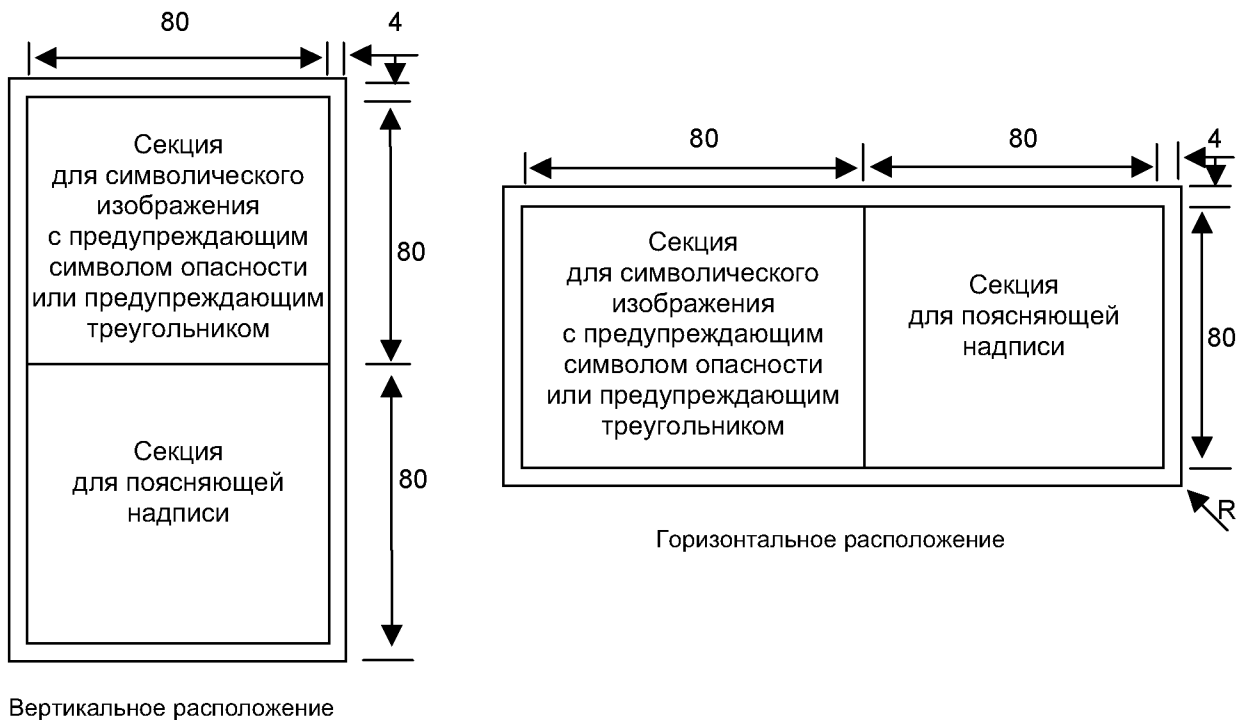 80
4
Секция
для символического
изображения
с предупреждающим
символом опасности
или предупреждающим
треугольником
80
Секция
для поясняющей
надписи
80
Вертикальное расположение
80
80
4
Секция
для символического
изображения
с предупреждающим
символом опасности
или предупреждающим
треугольником
Секция
для поясняющей
надписи
80
R
Горизонтальное расположение